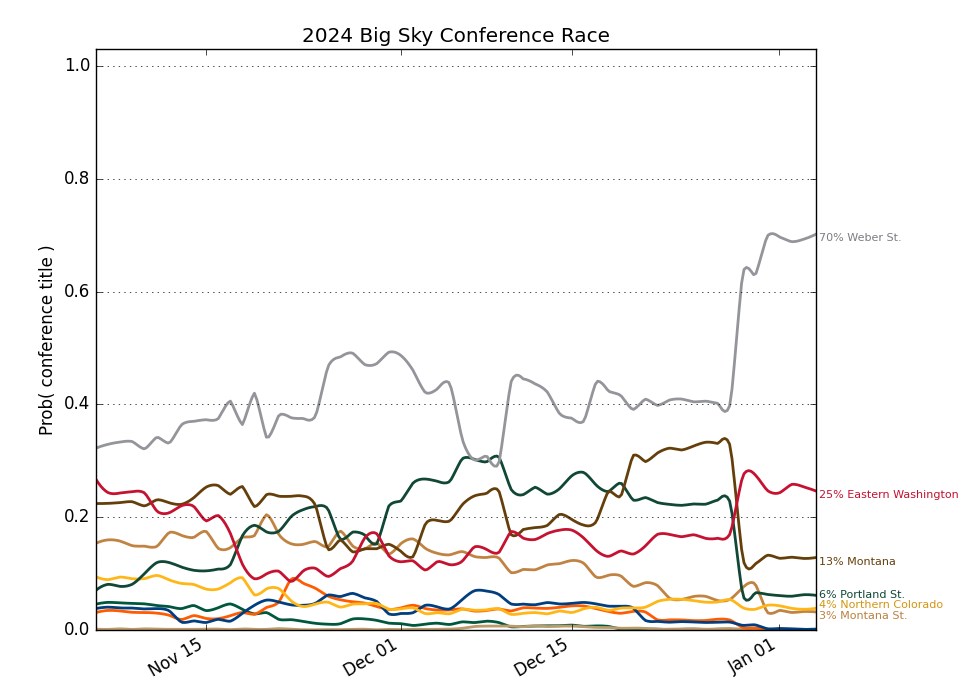 2024 Big Sky Conference Race
1.0
0.8
0.6
0.4
0.2
0.0
Prob( conference title )
70% Weber St.
25% Eastern Washington
13% Montana
6% Portland St.
4% Northern Colorado
3% Montana St.
Nov 15
Dec 01
Dec 15
Jan 01